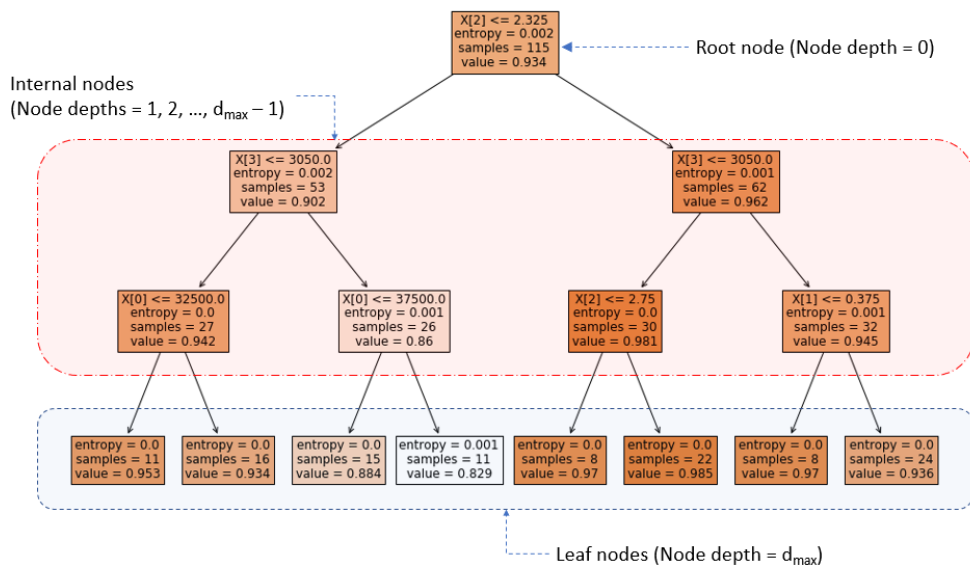 X[2] <= 2.325
entropy = 0.002
samples = 115
value = 0.934
Root node (Node depth = 0)
Internal nodes
(Node depths = 1, 2, …, dmax – 1)
X[3] <= 3050.0
entropy = 0.002
samples = 53
value = 0.902
X[3] <= 3050.0
entropy = 0.001
samples = 62
value = 0.962
X[0] <= 32500.0
entropy = 0.0
samples = 27
value = 0.942
X[0] <= 37500.0
entropy = 0.001
samples = 26
value = 0.86
X[2] <= 2.75
entropy = 0.0
samples = 30
value = 0.981
X[1] <= 0.375
entropy = 0.001
samples = 32
value = 0.945
entropy = 0.0
samples = 11
value = 0.953
entropy = 0.0
samples = 16
value = 0.934
entropy = 0.0
samples = 15
value = 0.884
entropy = 0.001
samples = 11
value = 0.829
entropy = 0.0
samples = 8
value = 0.97
entropy = 0.0
samples = 22
value = 0.985
entropy = 0.0
samples = 8
value = 0.97
entropy = 0.0
samples = 24
value = 0.936
Leaf nodes (Node depth = dmax)